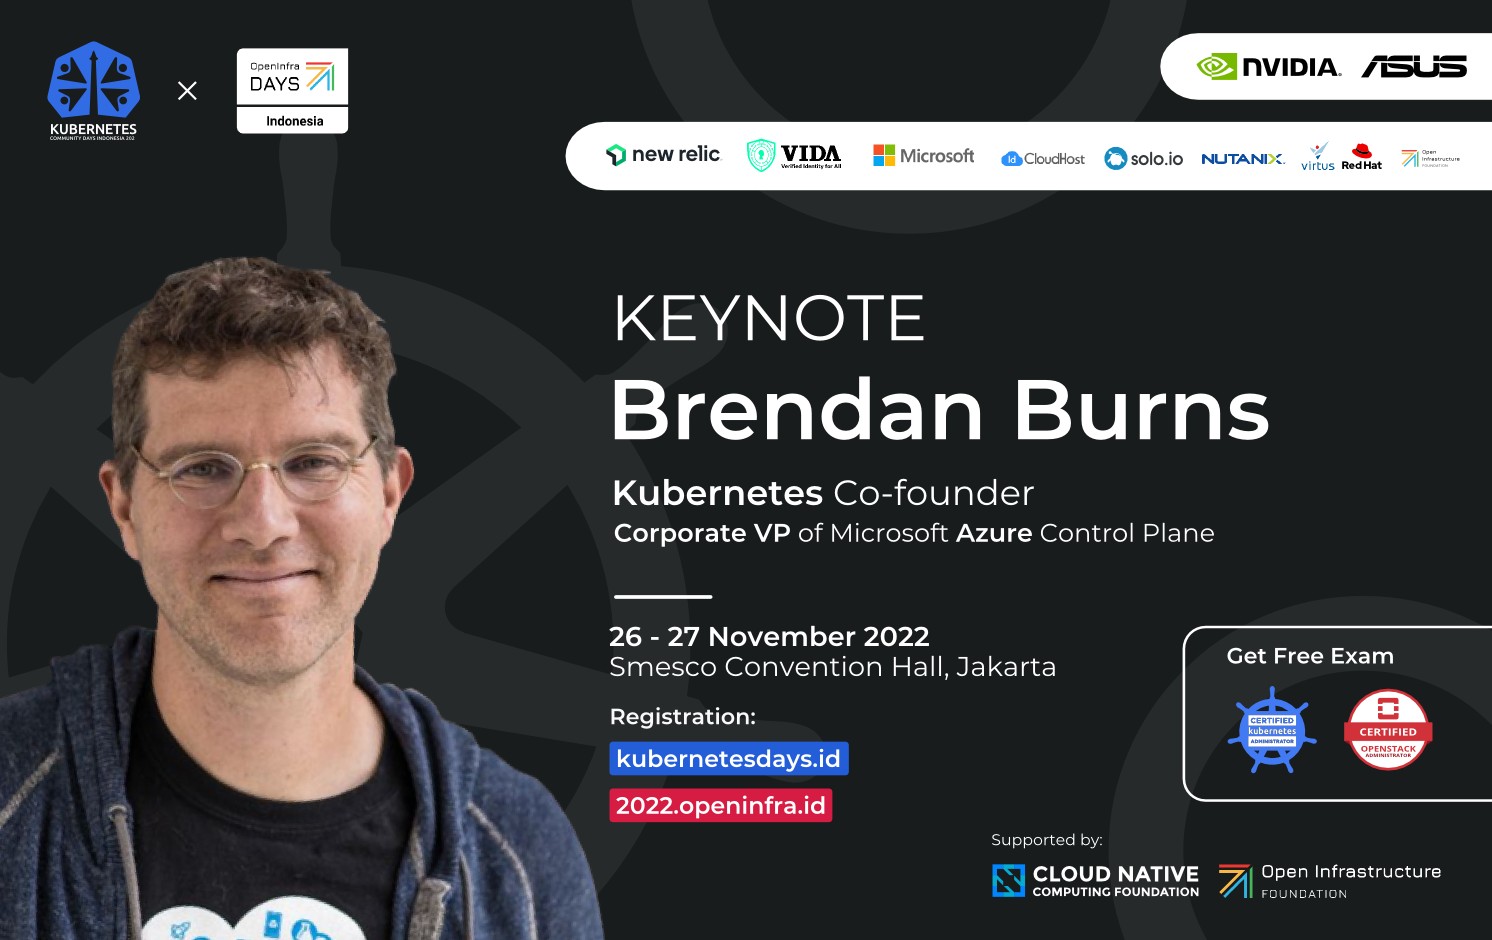 KUBERNETES
COMMUNITY DAYS INDONESIA 202
OpenInfra
DAYS
Indonesia
NVIDIA.
ASUS
new relic
VIDA
Verified Identity for All
Microsoft
Id CloudHost
solo.io
NUTANIX.
virtus
Red Hat
Open
Infrastructure
FOUNDATION
KEYNOTE
Brendan Burns
Kubernetes Co-founder
Corporate VP of Microsoft Azure Control Plane
26 - 27 November 2022
Smesco Convention Hall, Jakarta
Registration:
kubernetesdays.id
2022.openinfra.id
Get Free Exam
CERTIFIED
kubernetes
ADMINISTRATOR
CERTIFIED
OPENSTACK
ADMINISTRATOR
Supported by:
CLOUD NATIVE
COMPUTING FOUNDATION
Open Infrastructure
FOUNDATION